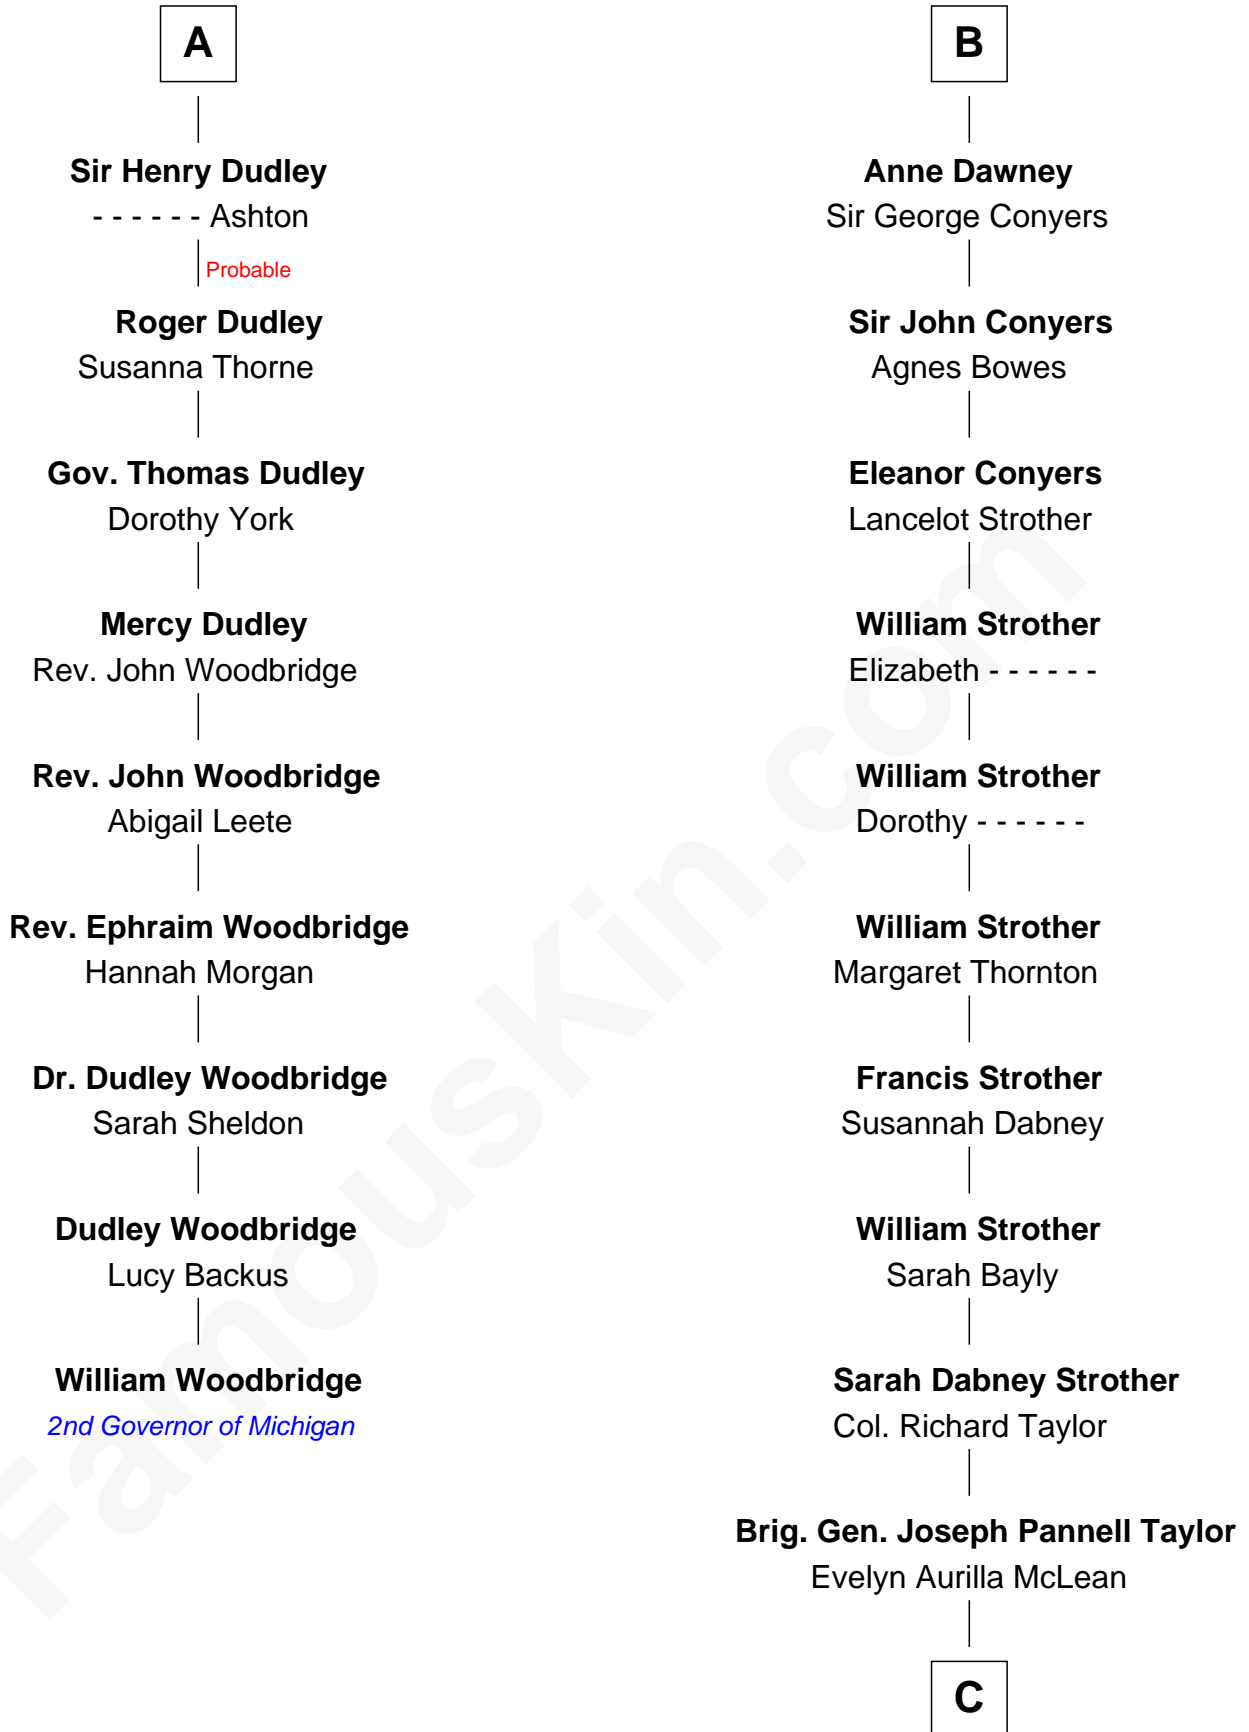 A
Sir Henry Dudley
- - - - - - Ashton
Probable
Roger Dudley
Susanna Thorne
Gov. Thomas Dudley
Dorothy York
Mercy Dudley
Rev. John Woodbridge
Rev. John Woodbridge
Abigail Leete
Rev. Ephraim Woodbridge
Hannah Morgan
Dr. Dudley Woodbridge
Sarah Sheldon
Dudley Woodbridge
Lucy Backus
William Woodbridge
2nd Governor of Michigan
B
Anne Dawney
Sir George Conyers
Sir John Conyers
Agnes Bowes
Eleanor Conyers
Lancelot Strother
William Strother
Elizabeth - - - - - -
William Strother
Dorothy - - - - - -
William Strother
Margaret Thornton
Francis Strother
Susannah Dabney
William Strother
Sarah Bayly
Sarah Dabney Strother
Col. Richard Taylor
Brig. Gen. Joseph Pannell Taylor
Evelyn Aurilla McLean
C
FamousKin.com